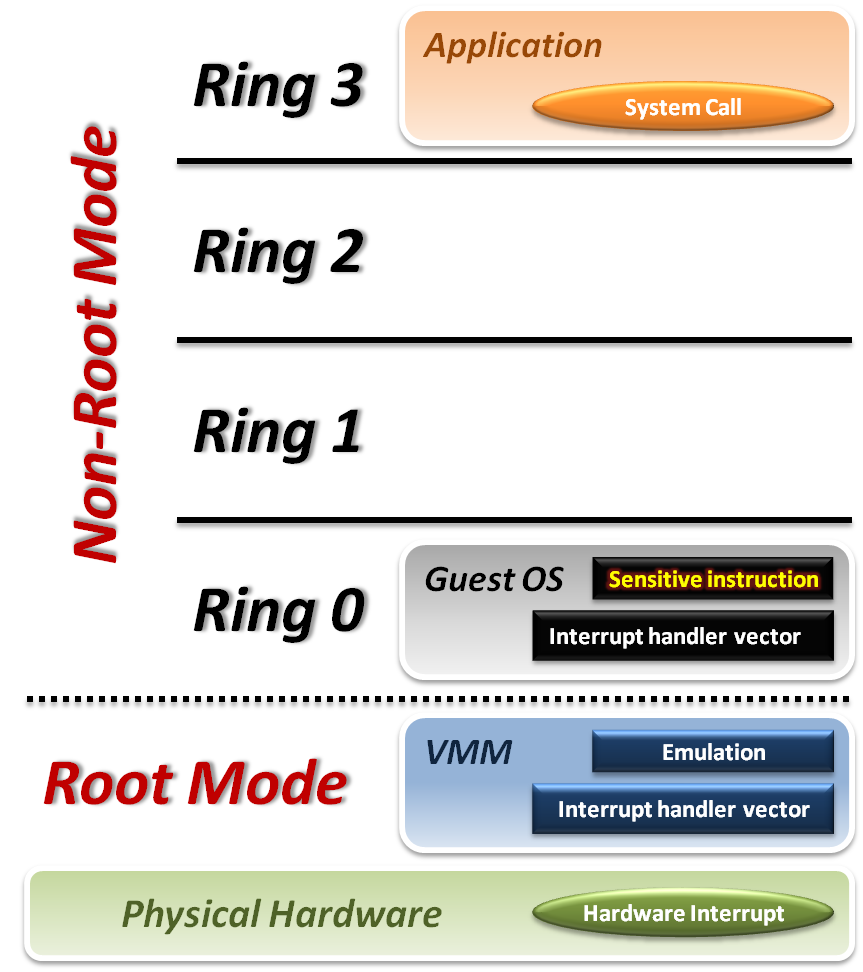 Non-Root Mode
Ring 3
Application
System Call
Ring 2
Ring 1
Ring 0
Guest OS
Sensitive instruction
Interrupt handler vector
Root Mode
VMM
Emulation
Interrupt handler vector
Physical Hardware
Hardware Interrupt